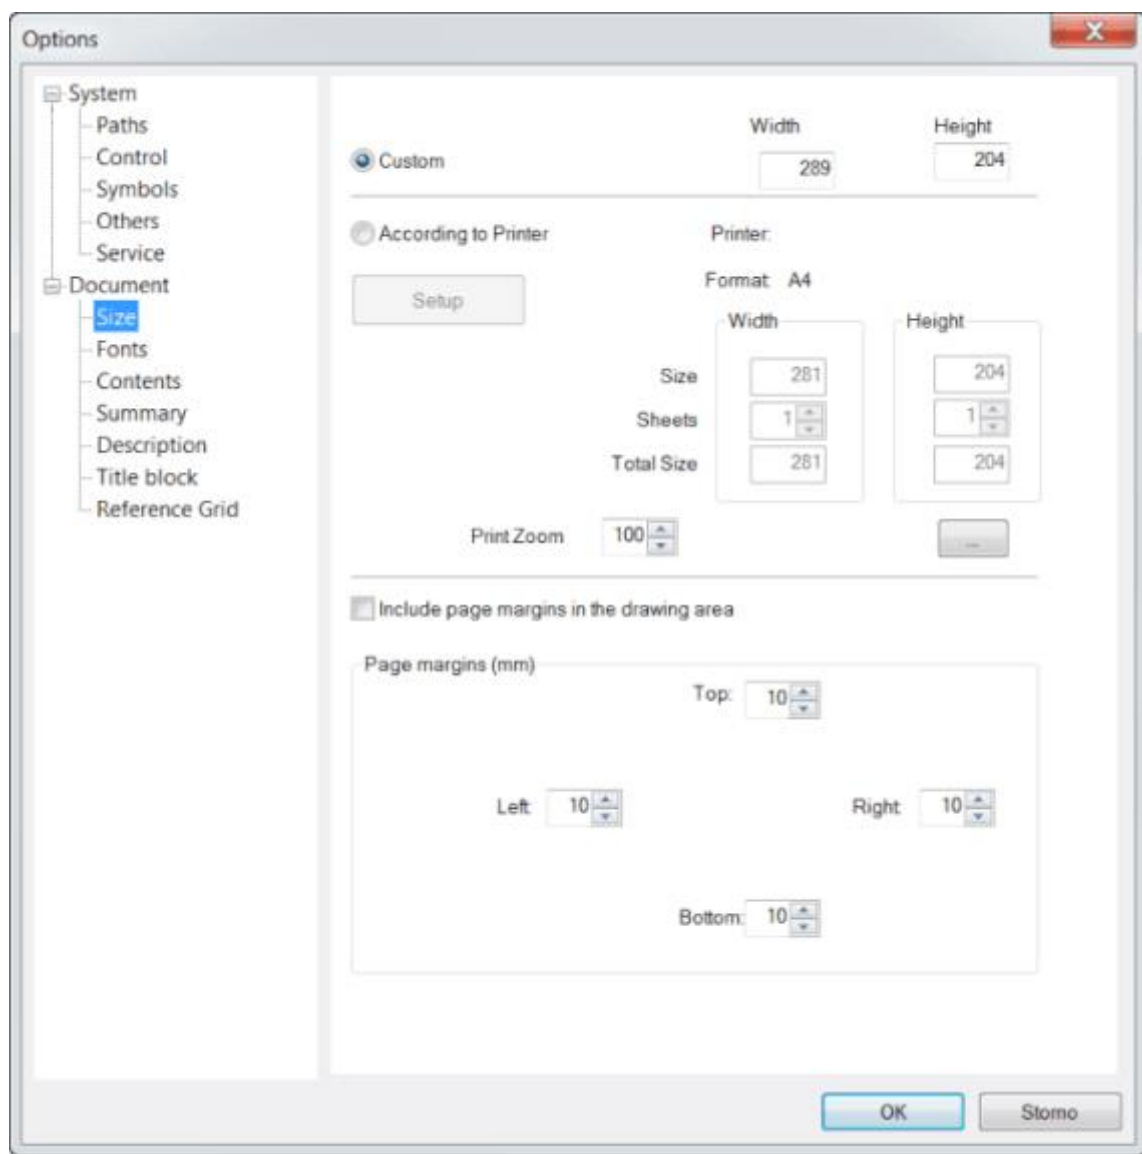 Options
System
Paths
Control
Symbols
Others
Service
Document
Size
Fonts
Contents
Summary
Description
Title block
Reference Grid
Width Height
Custom 289 204
According to Printer Printer:
Format: A4
Setup
Width Height
Size 281 204
Sheets 1 1
Total Size 281 204
Print Zoom 100 ...
Include page margins in the drawing area
Page margins (mm)
Top: 10
Left: 10 Right: 10
Bottom: 10
OK Storno